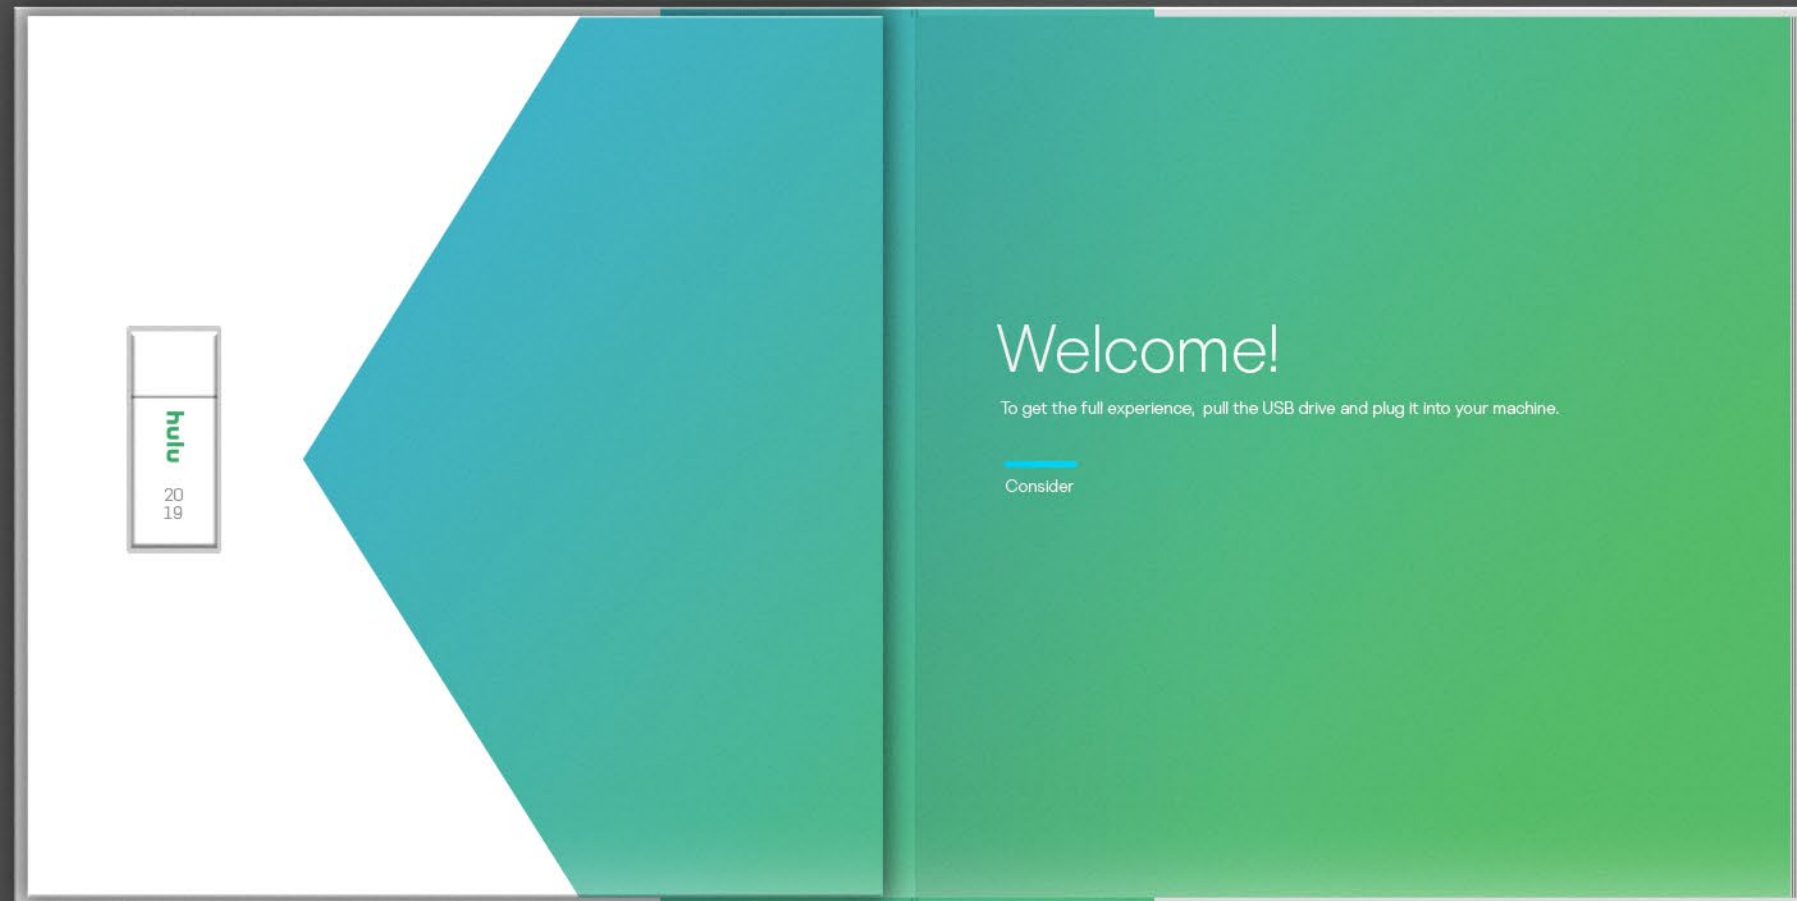 hulu
20
19
Welcome!
To get the full experience, pull the USB drive and plug it into your machine.
Consider